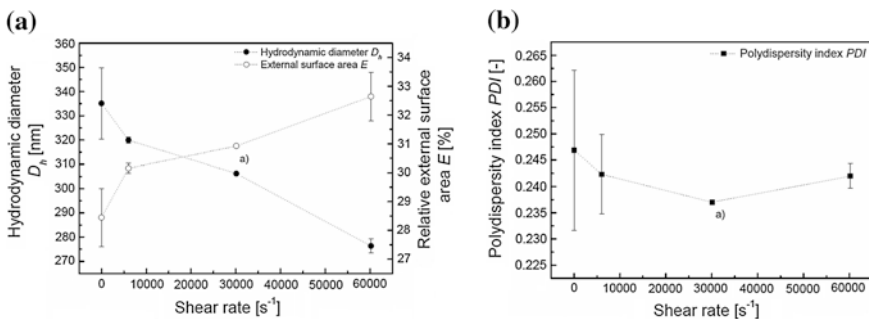 (a)
Hydrodynamic diameter
D_h [nm]
360
350
340
330
320
310
300
290
280
270
Hydrodynamic diameter D_h
External surface area E
a)
34
33
32
31
30
29
28
27
Relative external surface
area E [%]
0 10000 20000 30000 40000 50000 60000
Shear rate [s⁻¹]
(b)
Polydispersity index PDI [-]
0.265
0.260
0.255
0.250
0.245
0.240
0.235
0.230
0.225
Polydispersity index PDI
a)
0 10000 20000 30000 40000 50000 60000
Shear rate [s⁻¹]